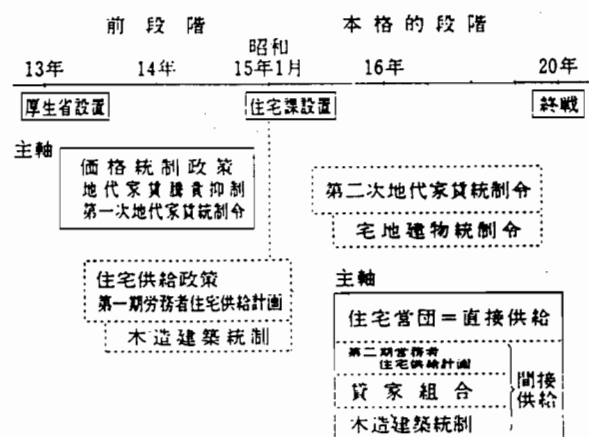 前段階
本格的段階
昭和
13年 14年 15年1月 16年 20年
厚生省設置
住宅課設置
終戦
主軸
価格統制政策
地代家賃騰貴抑制
第一次地代家賃統制令
住宅供給政策
第一期労務者住宅供給計画
木造建築統制
第二次地代家賃統制令
宅地建物統制令
主軸
住宅営団＝直接供給
第二期労務者
住宅供給計画
貸家組合
木造建築統制
間接
供給